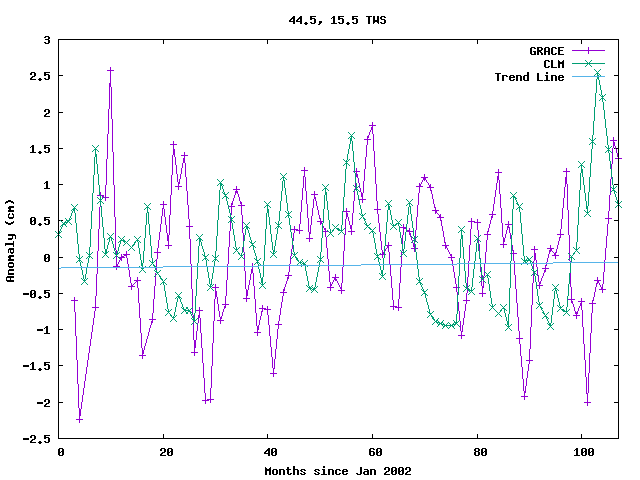 44.5, 15.5 TWS
GRACE
CLM
Trend Line
3
2.5
2
1.5
1
0.5
0
-0.5
-1
-1.5
-2
-2.5
Anomaly (cm)
0 20 40 60 80 100
Months since Jan 2002